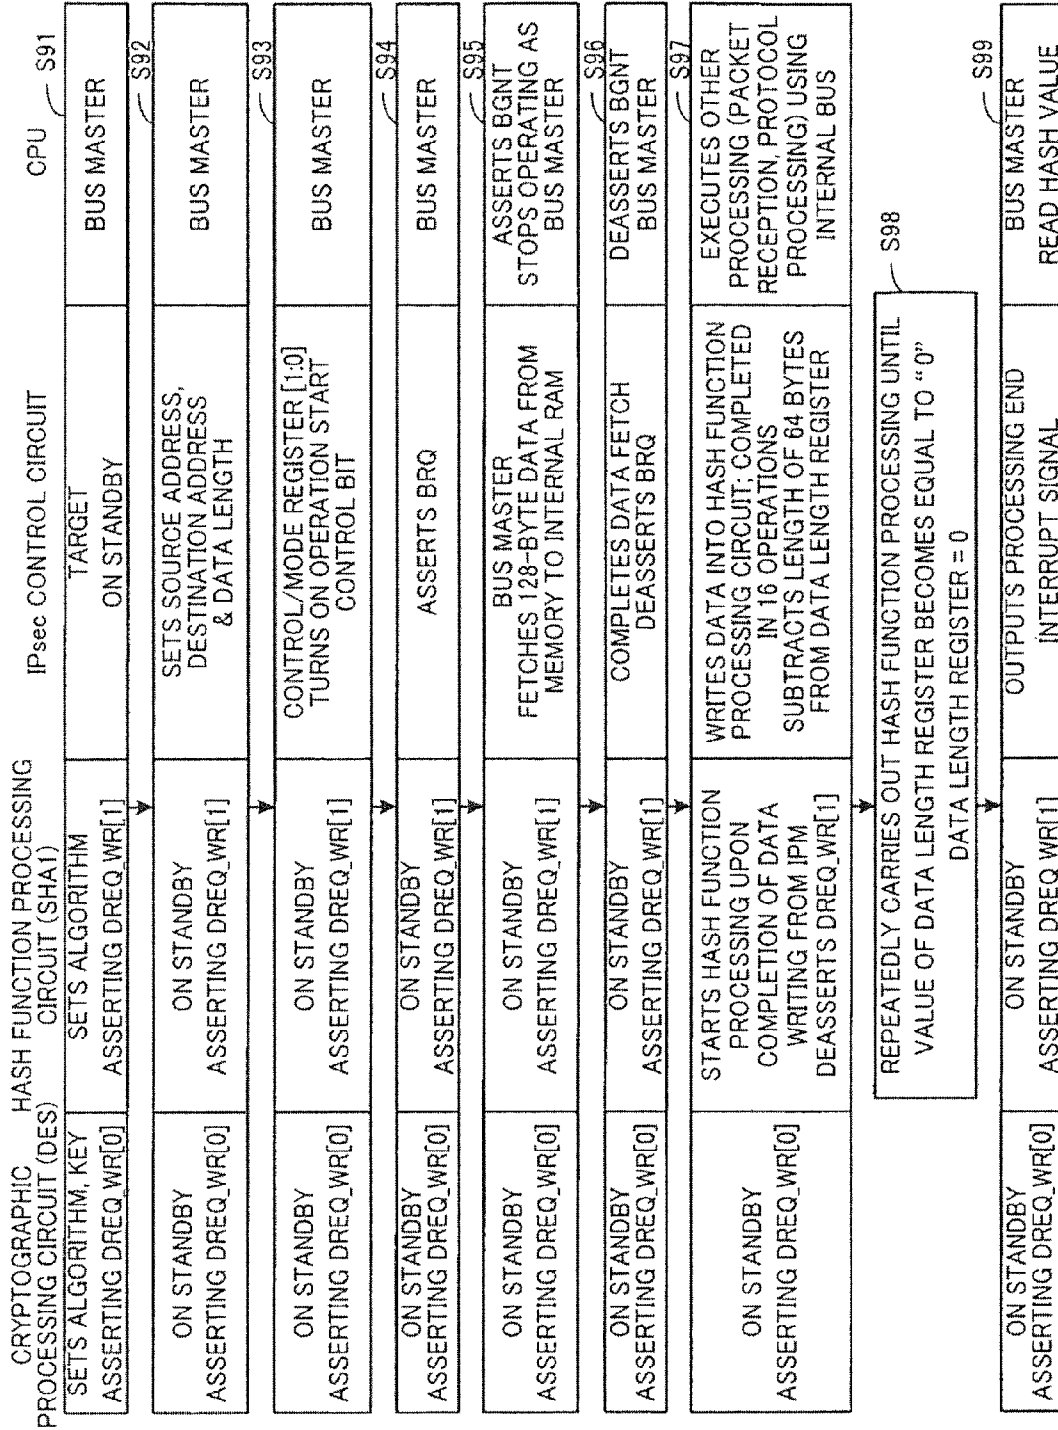 CRYPTOGRAPHIC
PROCESSING CIRCUIT (DES)
HASH FUNCTION PROCESSING
CIRCUIT (SHA1)
IPsec CONTROL CIRCUIT
CPU
S91
SETS ALGORITHM, KEY
ASSERTING DREQ_WR[0]
SETS ALGORITHM
ASSERTING DREQ_WR[1]
TARGET
ON STANDBY
BUS MASTER
S92
ON STANDBY
ASSERTING DREQ_WR[0]
ON STANDBY
ASSERTING DREQ_WR[1]
SETS SOURCE ADDRESS,
DESTINATION ADDRESS
& DATA LENGTH
BUS MASTER
S93
ON STANDBY
ASSERTING DREQ_WR[0]
ON STANDBY
ASSERTING DREQ_WR[1]
CONTROL/MODE REGISTER [1:0]
TURNS ON OPERATION START
CONTROL BIT
BUS MASTER
S94
ON STANDBY
ASSERTING DREQ_WR[0]
ON STANDBY
ASSERTING DREQ_WR[1]
ASSERTS BRQ
BUS MASTER
S95
ON STANDBY
ASSERTING DREQ_WR[0]
ON STANDBY
ASSERTING DREQ_WR[1]
BUS MASTER
FETCHES 128-BYTE DATA FROM
MEMORY TO INTERNAL RAM
ASSERTS BGNT
STOPS OPERATING AS
BUS MASTER
S96
ON STANDBY
ASSERTING DREQ_WR[0]
ON STANDBY
ASSERTING DREQ_WR[1]
COMPLETES DATA FETCH
DEASSERTS BRQ
DEASSERTS BGNT
BUS MASTER
S97
ON STANDBY
ASSERTING DREQ_WR[0]
STARTS HASH FUNCTION
PROCESSING UPON
COMPLETION OF DATA
WRITING FROM IPM
DEASSERTS DREQ_WR[1]
WRITES DATA INTO HASH FUNCTION
PROCESSING CIRCUIT; COMPLETED
IN 16 OPERATIONS
SUBTRACTS LENGTH OF 64 BYTES
FROM DATA LENGTH REGISTER
EXECUTES OTHER
PROCESSING (PACKET
RECEPTION, PROTOCOL
PROCESSING) USING
INTERNAL BUS
S98
REPEATEDLY CARRIES OUT HASH FUNCTION PROCESSING UNTIL
VALUE OF DATA LENGTH REGISTER BECOMES EQUAL TO "0"
DATA LENGTH REGISTER = 0
S99
ON STANDBY
ASSERTING DREQ_WR[0]
ON STANDBY
ASSERTING DREQ_WR[1]
OUTPUTS PROCESSING END
INTERRUPT SIGNAL
BUS MASTER
READ HASH VALUE